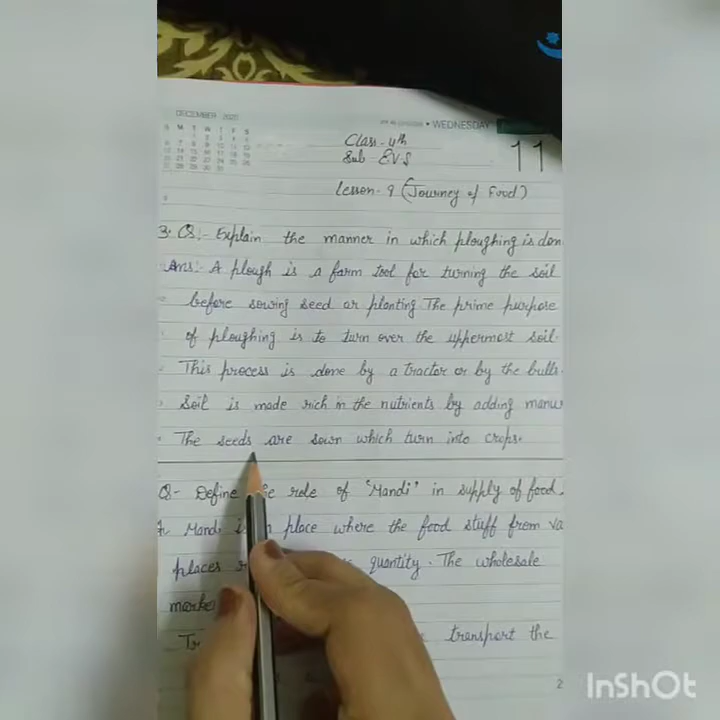 DECEMBER 2020
WEDNESDAY
11
Class - 4th
Sub - EVS
Lesson - 9 (Journey of Food)
3. Q:- Explain the manner in which ploughing is don
Ans:- A plough is a farm tool for turning the soil
before sowing seed or planting. The prime purpose
of ploughing is to turn over the uppermost soil.
This process is done by a tractor or by the bulls.
Soil is made rich in the nutrients by adding manu
The seeds are sown which turn into crops.
Q- Define role of "Mandi" in supply of food.
Mandi place where the food stuff from va
places quantity. The wholesale
marke
transport the
2
InShOt